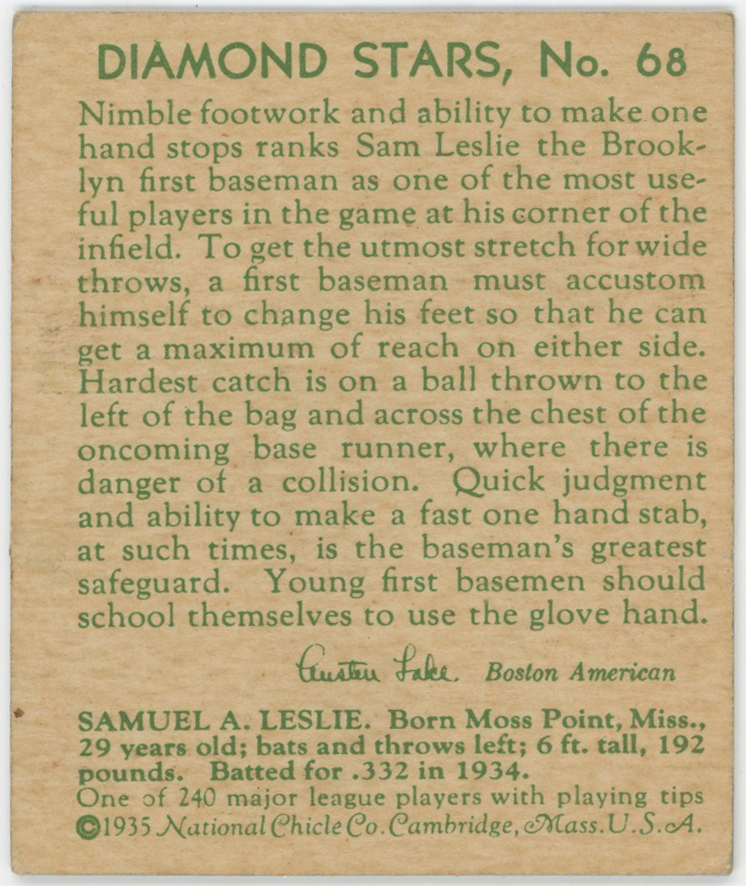 DIAMOND STARS, No. 68
Nimble footwork and ability to make one
hand stops ranks Sam Leslie the Brook-
lyn first baseman as one of the most use-
ful players in the game at his corner of the
infield. To get the utmost stretch for wide
throws, a first baseman must accustom
himself to change his feet so that he can
get a maximum of reach on either side.
Hardest catch is on a ball thrown to the
left of the bag and across the chest of the
oncoming base runner, where there is
danger of a collision. Quick judgment
and ability to make a fast one hand stab,
at such times, is the baseman's greatest
safeguard. Young first basemen should
school themselves to use the glove hand.
Austen Lake. Boston American
SAMUEL A. LESLIE. Born Moss Point, Miss.,
29 years old; bats and throws left; 6 ft. tall, 192
pounds. Batted for .332 in 1934.
One of 240 major league players with playing tips
©1935 National Chicle Co. Cambridge, Mass. U.S.A.